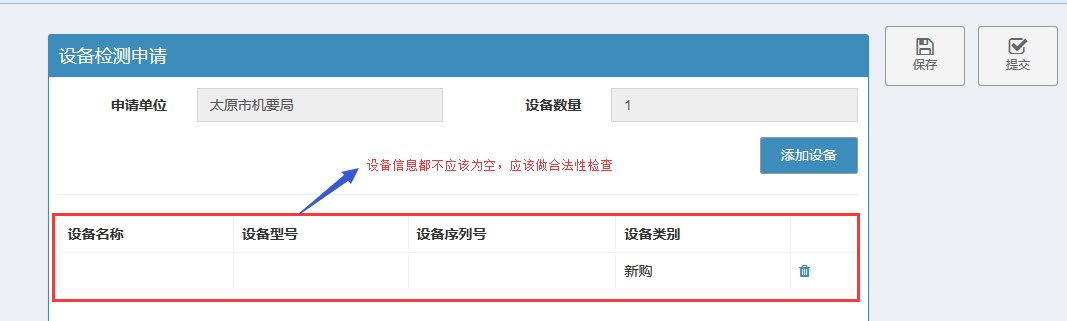 设备检测申请
保存
提交
申请单位
太原市机要局
设备数量
1
添加设备
设备信息都不应该为空，应该做合法性检查
设备名称
设备型号
设备序列号
设备类别
新购